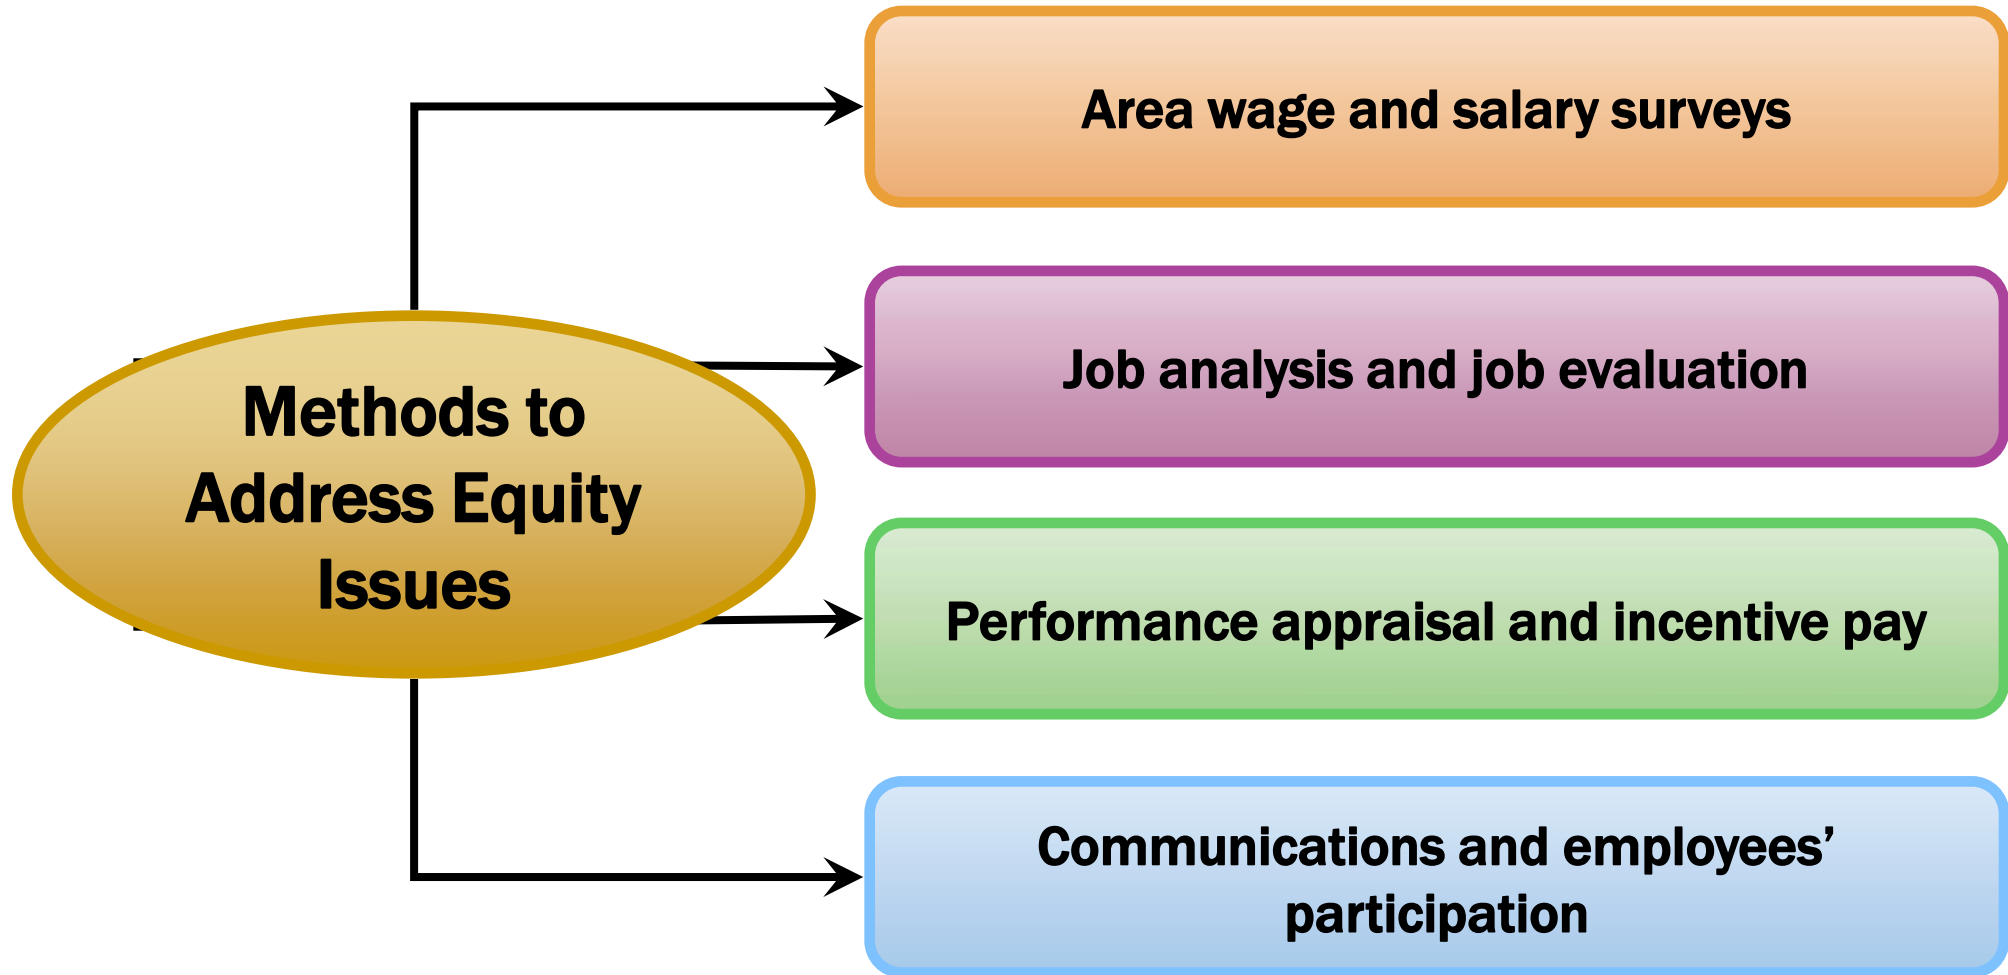 Methods to
Address Equity
Issues
Area wage and salary surveys
Job analysis and job evaluation
Performance appraisal and incentive pay
Communications and employees’
participation